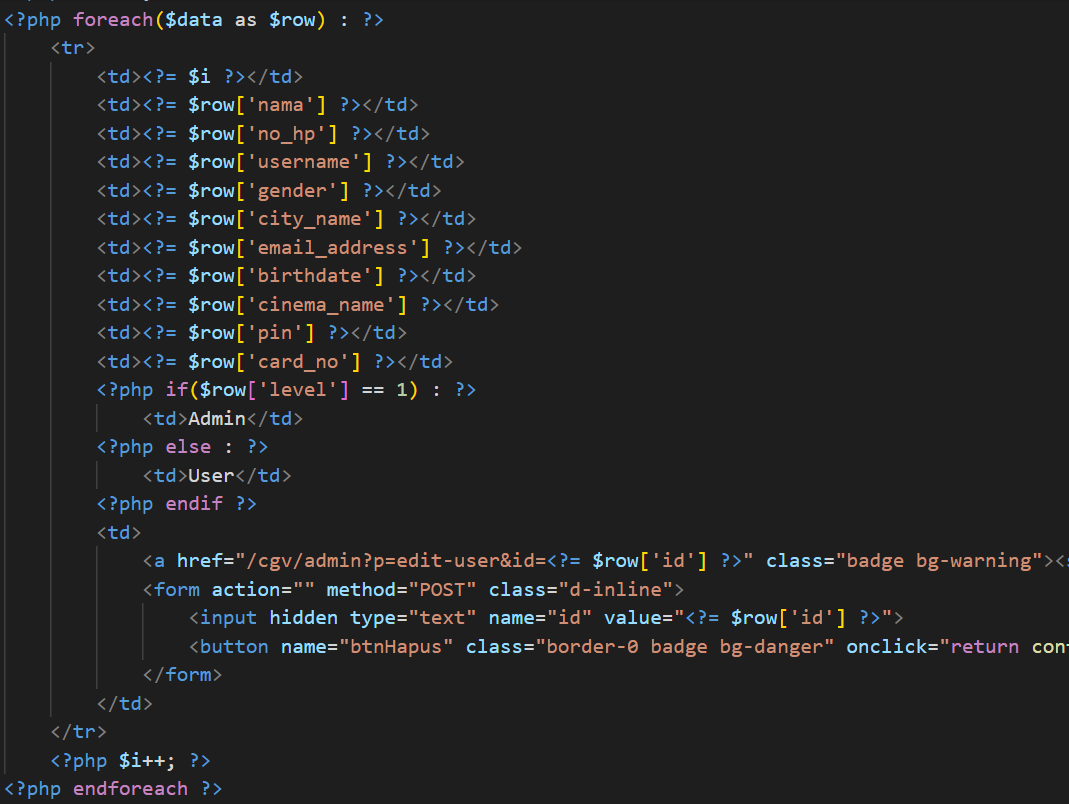 <?php foreach($data as $row) : ?>
<tr>
<td><?= $i ?></td>
<td><?= $row['nama'] ?></td>
<td><?= $row['no_hp'] ?></td>
<td><?= $row['username'] ?></td>
<td><?= $row['gender'] ?></td>
<td><?= $row['city_name'] ?></td>
<td><?= $row['email_address'] ?></td>
<td><?= $row['birthdate'] ?></td>
<td><?= $row['cinema_name'] ?></td>
<td><?= $row['pin'] ?></td>
<td><?= $row['card_no'] ?></td>
<?php if($row['level'] == 1) : ?>
<td>Admin</td>
<?php else : ?>
<td>User</td>
<?php endif ?>
<td>
<a href="/cgv/admin?p=edit-user&id=<?= $row['id'] ?>" class="badge bg-warning"><
<form action="" method="POST" class="d-inline">
<input hidden type="text" name="id" value="<?= $row['id'] ?>">
<button name="btnHapus" class="border-0 badge bg-danger" onclick="return
</form>
</td>
</tr>
<?php $i++; ?>
<?php endforeach ?>